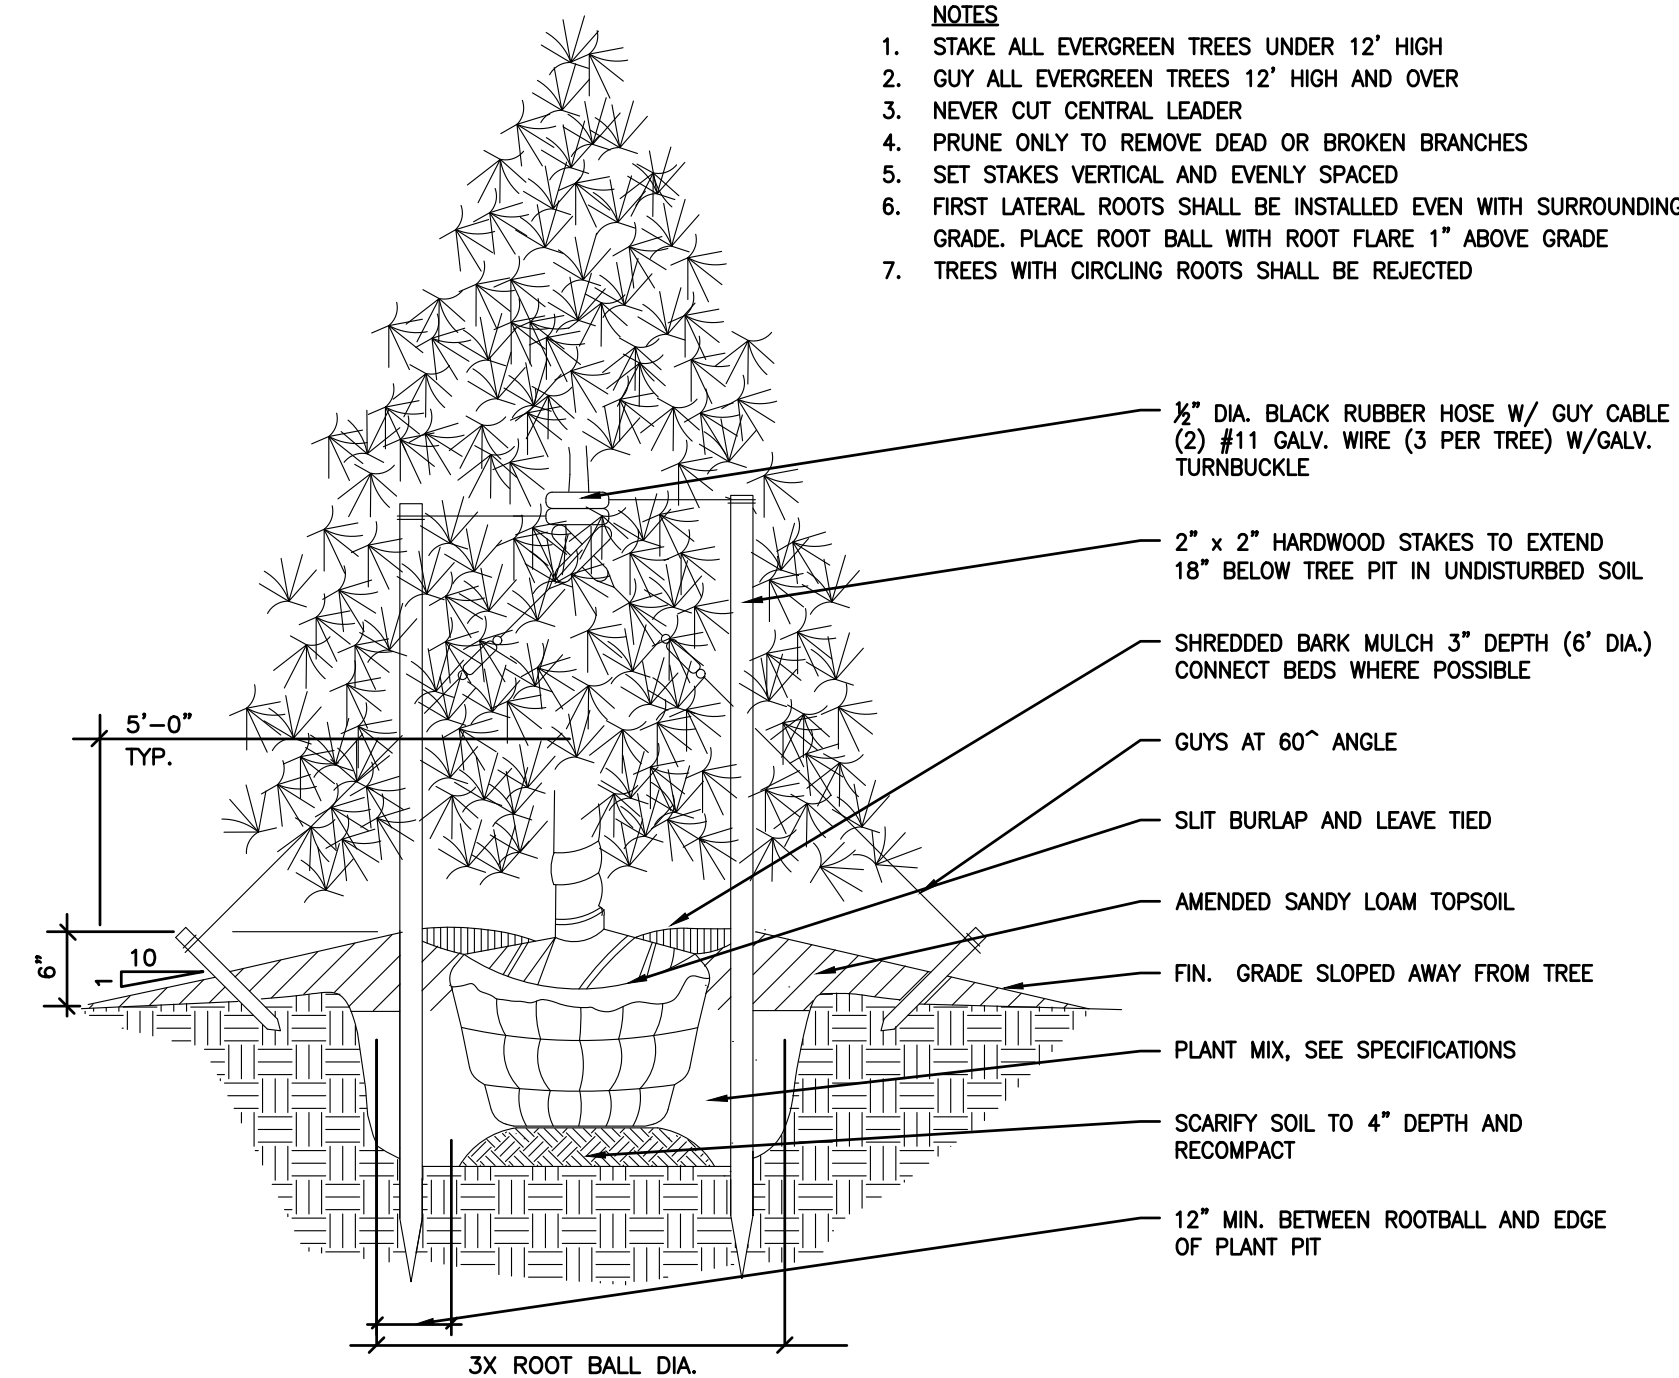 NOTES
1. STAKE ALL EVERGREEN TREES UNDER 12' HIGH
2. GUY ALL EVERGREEN TREES 12' HIGH AND OVER
3. NEVER CUT CENTRAL LEADER
4. PRUNE ONLY TO REMOVE DEAD OR BROKEN BRANCHES
5. SET STAKES VERTICAL AND EVENLY SPACED
6. FIRST LATERAL ROOTS SHALL BE INSTALLED EVEN WITH SURROUNDING
GRADE. PLACE ROOT BALL WITH ROOT FLARE 1" ABOVE GRADE
7. TREES WITH CIRCLING ROOTS SHALL BE REJECTED
½" DIA. BLACK RUBBER HOSE W/ GUY CABLE
(2) #11 GALV. WIRE (3 PER TREE) W/GALV.
TURNBUCKLE
2" x 2" HARDWOOD STAKES TO EXTEND
18" BELOW TREE PIT IN UNDISTURBED SOIL
SHREDDED BARK MULCH 3" DEPTH (6' DIA.)
CONNECT BEDS WHERE POSSIBLE
GUYS AT 60^ ANGLE
SLIT BURLAP AND LEAVE TIED
AMENDED SANDY LOAM TOPSOIL
FIN. GRADE SLOPED AWAY FROM TREE
PLANT MIX, SEE SPECIFICATIONS
SCARIFY SOIL TO 4" DEPTH AND
RECOMPACT
12" MIN. BETWEEN ROOTBALL AND EDGE
OF PLANT PIT
5'-0"
TYP.
6"
10
1
3X ROOT BALL DIA.